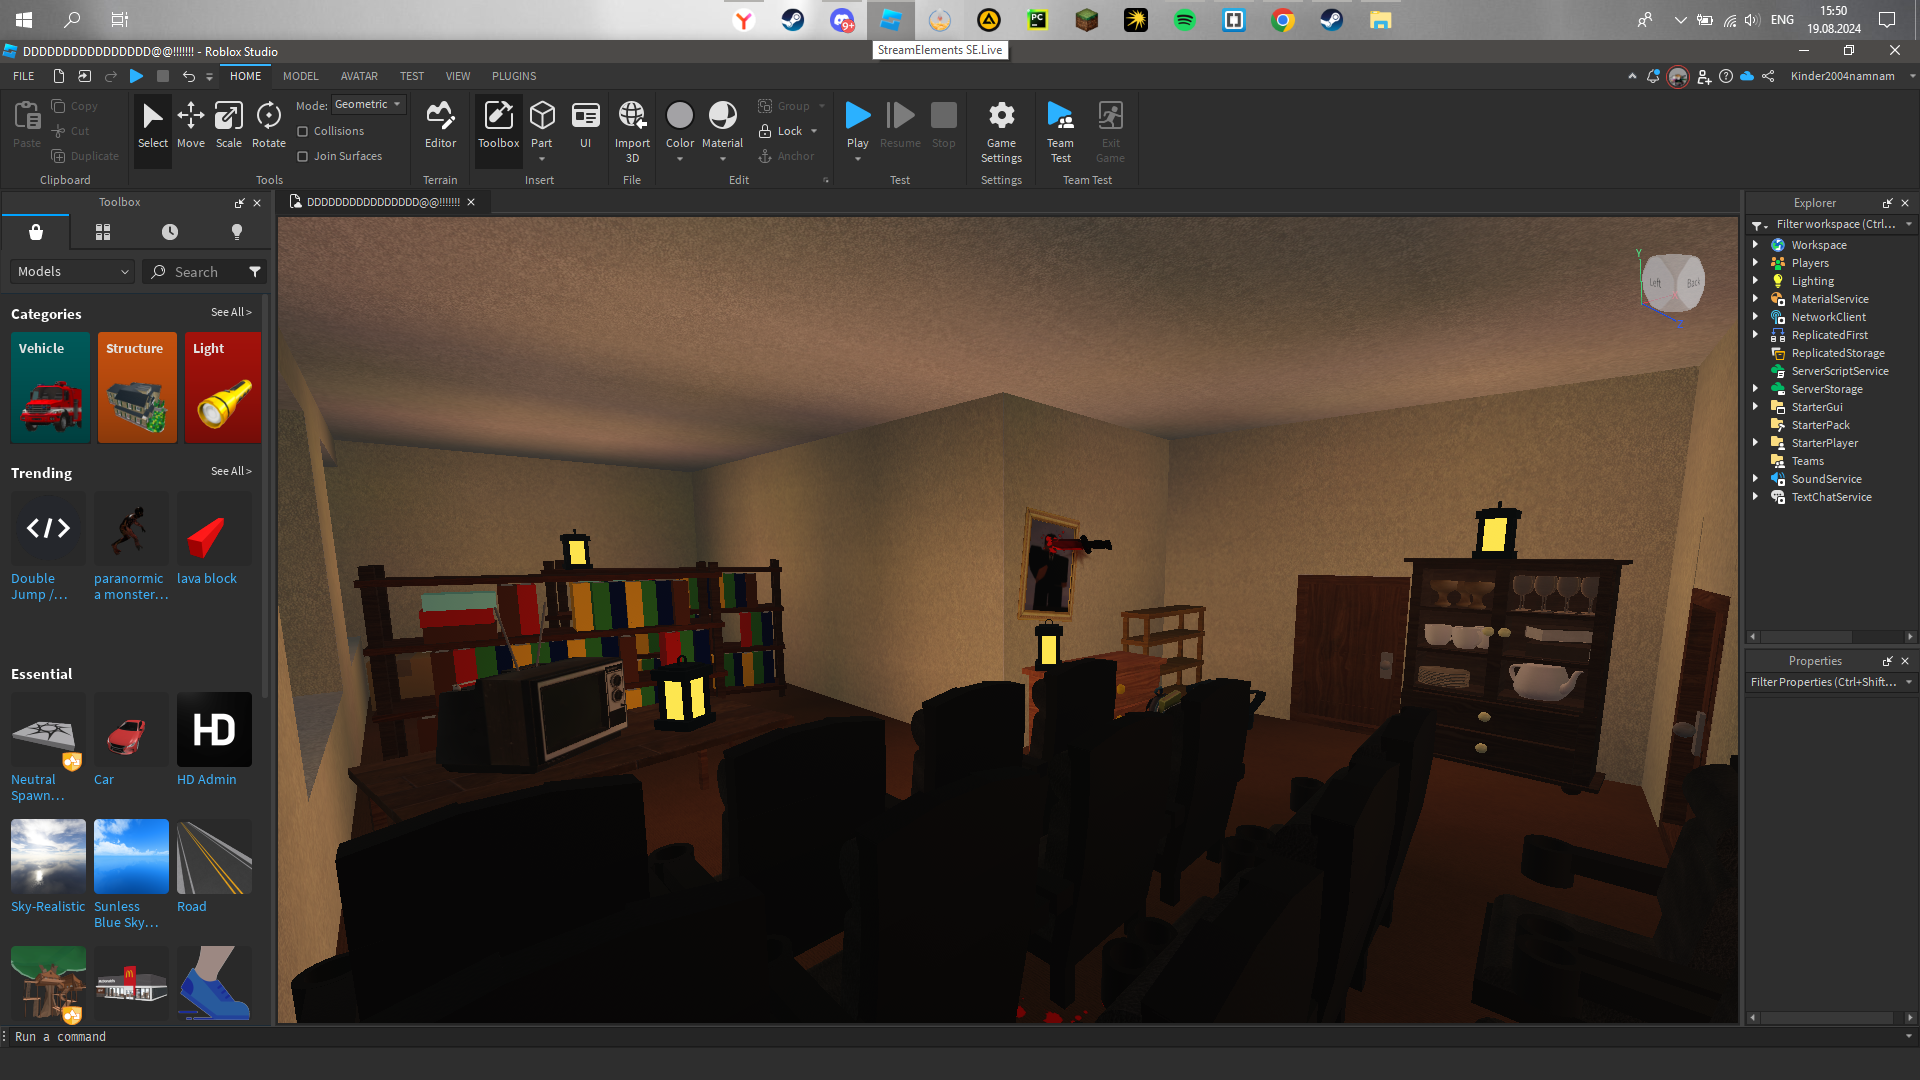 9+
PC
ENG
15:50
19.08.2024
StreamElements SE.Live
DDDDDDDDDDDDDDDD@@!!!!!!! - Roblox Studio
FILE
HOME
MODEL
AVATAR
TEST
VIEW
PLUGINS
Kinder2004namnam
Paste
Copy
Cut
Duplicate
Clipboard
Select
Move
Scale
Rotate
Mode:
Geometric
Collisions
Join Surfaces
Tools
Editor
Terrain
Toolbox
Part
UI
Insert
Import
3D
File
Color
Material
Group
Lock
Anchor
Edit
Play
Resume
Stop
Test
Game
Settings
Settings
Team
Test
Exit
Game
Team Test
Toolbox
DDDDDDDDDDDDDDDD@@!!!!!!!
Models
Search
Categories
See All >
Vehicle
Structure
Light
Trending
See All >
Double
Jump /...
paranormic
a monster...
lava block
Essential
HD
Neutral
Spawn...
Car
HD Admin
Sky-Realistic
Sunless
Blue Sky...
Road
Y
Left
Back
Explorer
Filter workspace (Ctrl...
Workspace
Players
Lighting
MaterialService
NetworkClient
ReplicatedFirst
ReplicatedStorage
ServerScriptService
ServerStorage
StarterGui
StarterPack
StarterPlayer
Teams
SoundService
TextChatService
Properties
Filter Properties (Ctrl+Shift...
Run a command